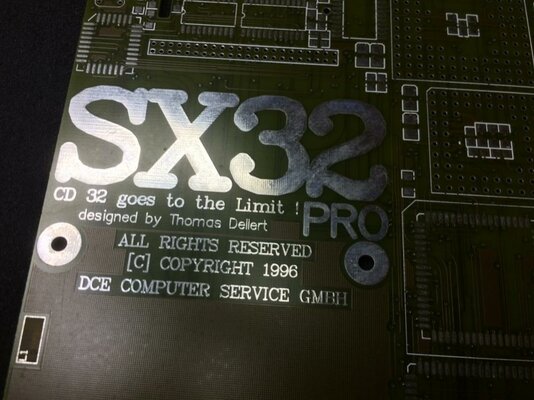 SX32
PRO
CD 32 goes to the Limit !
designed by Thomas Dellert
ALL RIGHTS RESERVED
[C] COPYRIGHT 1996
DCE COMPUTER SERVICE GMBH